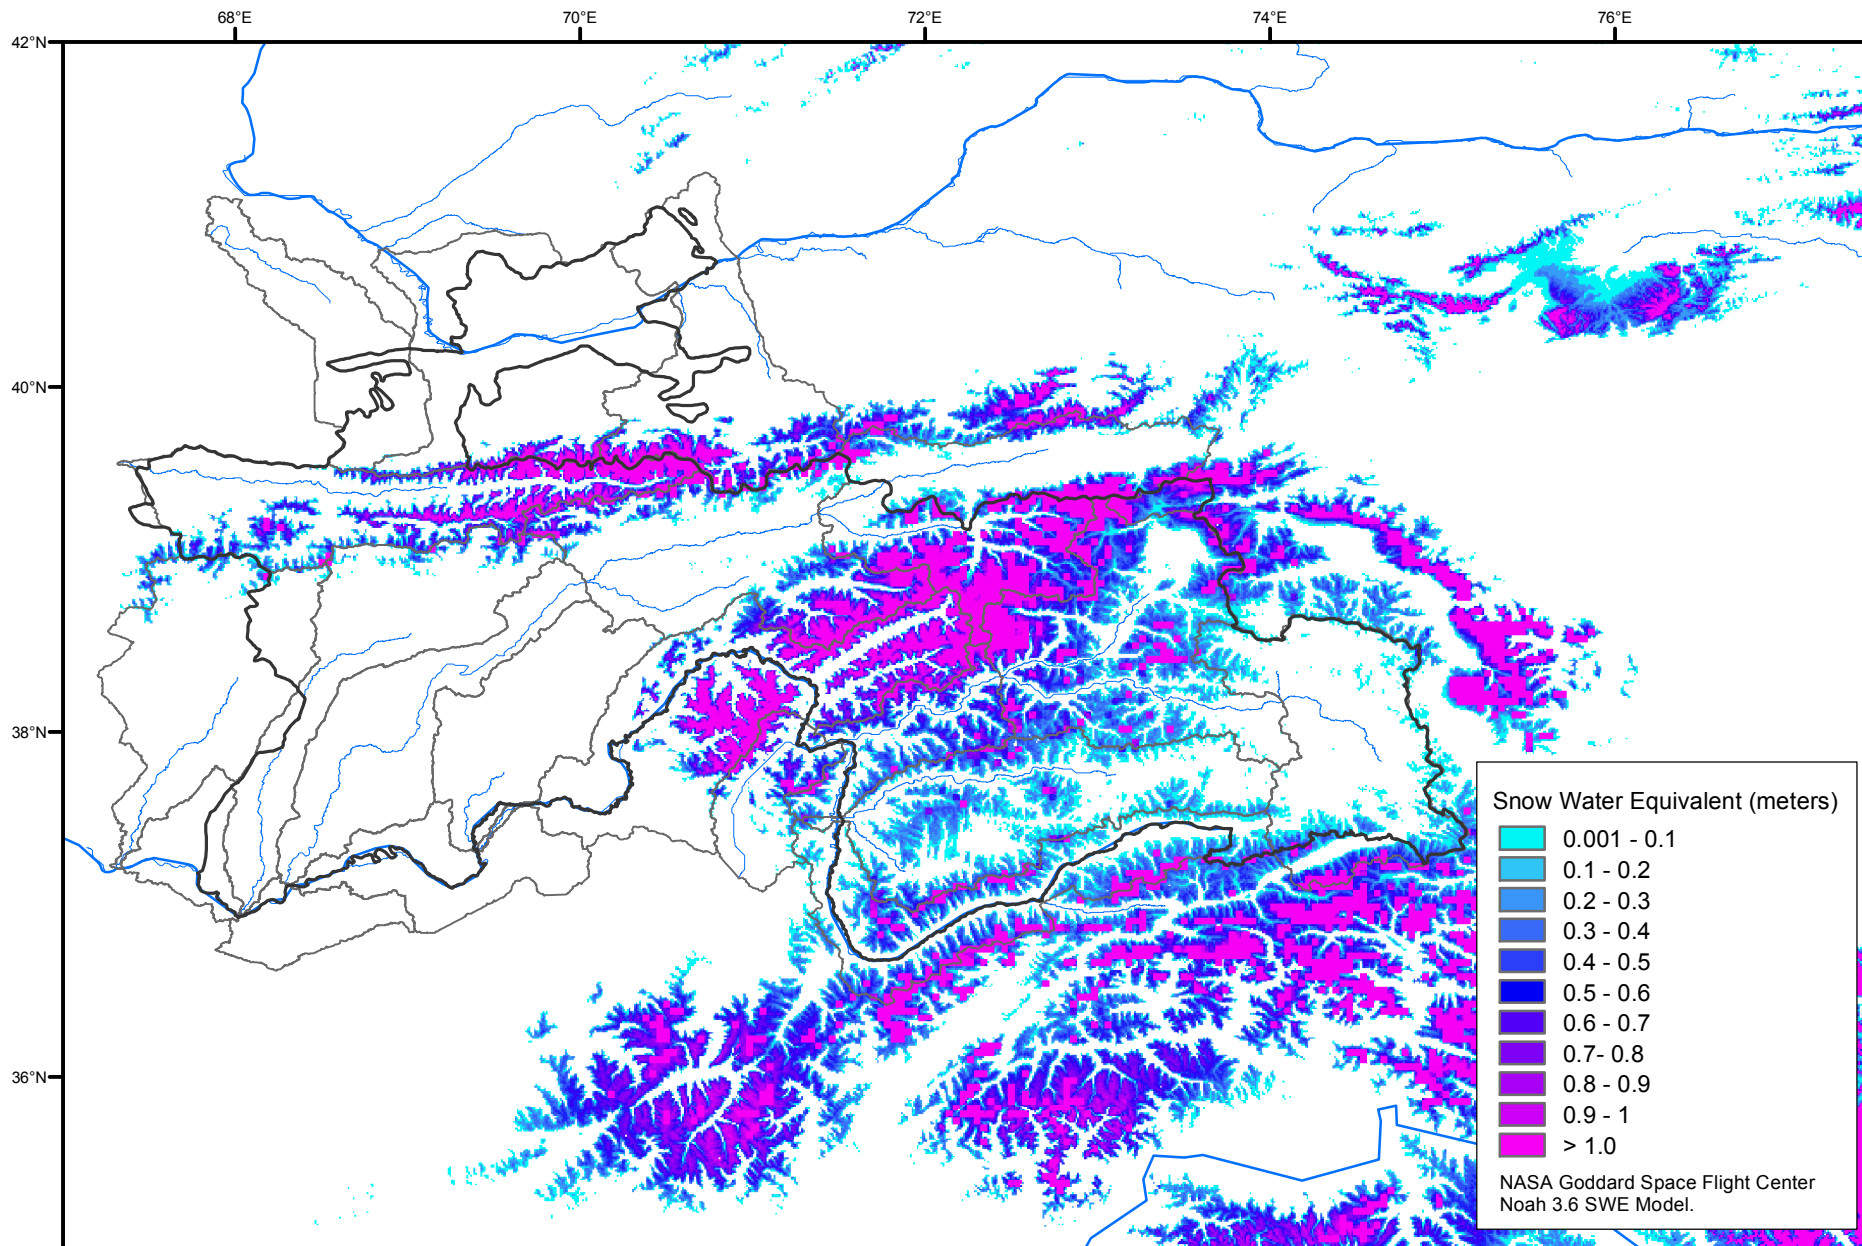 68°E 70°E 72°E 74°E 76°E
42°N
40°N
38°N
36°N
Snow Water Equivalent (meters)
0.001 - 0.1
0.1 - 0.2
0.2 - 0.3
0.3 - 0.4
0.4 - 0.5
0.5 - 0.6
0.6 - 0.7
0.7- 0.8
0.8 - 0.9
0.9 - 1
> 1.0
NASA Goddard Space Flight Center
Noah 3.6 SWE Model.